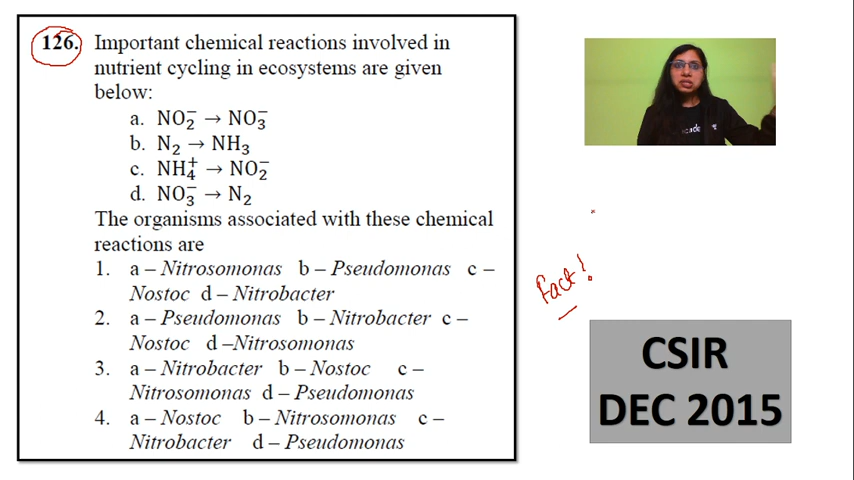 126. Important chemical reactions involved in
nutrient cycling in ecosystems are given
below:
a. NO₂⁻ → NO₃⁻
b. N₂ → NH₃
c. NH₄⁺ → NO₂⁻
d. NO₃⁻ → N₂
The organisms associated with these chemical
reactions are
1. a – Nitrosomonas b – Pseudomonas c –
Nostoc d – Nitrobacter
2. a – Pseudomonas b – Nitrobacter c –
Nostoc d –Nitrosomonas
3. a – Nitrobacter b – Nostoc c –
Nitrosomonas d – Pseudomonas
4. a – Nostoc b – Nitrosomonas c –
Nitrobacter d – Pseudomonas
Fact!
CSIR
DEC 2015